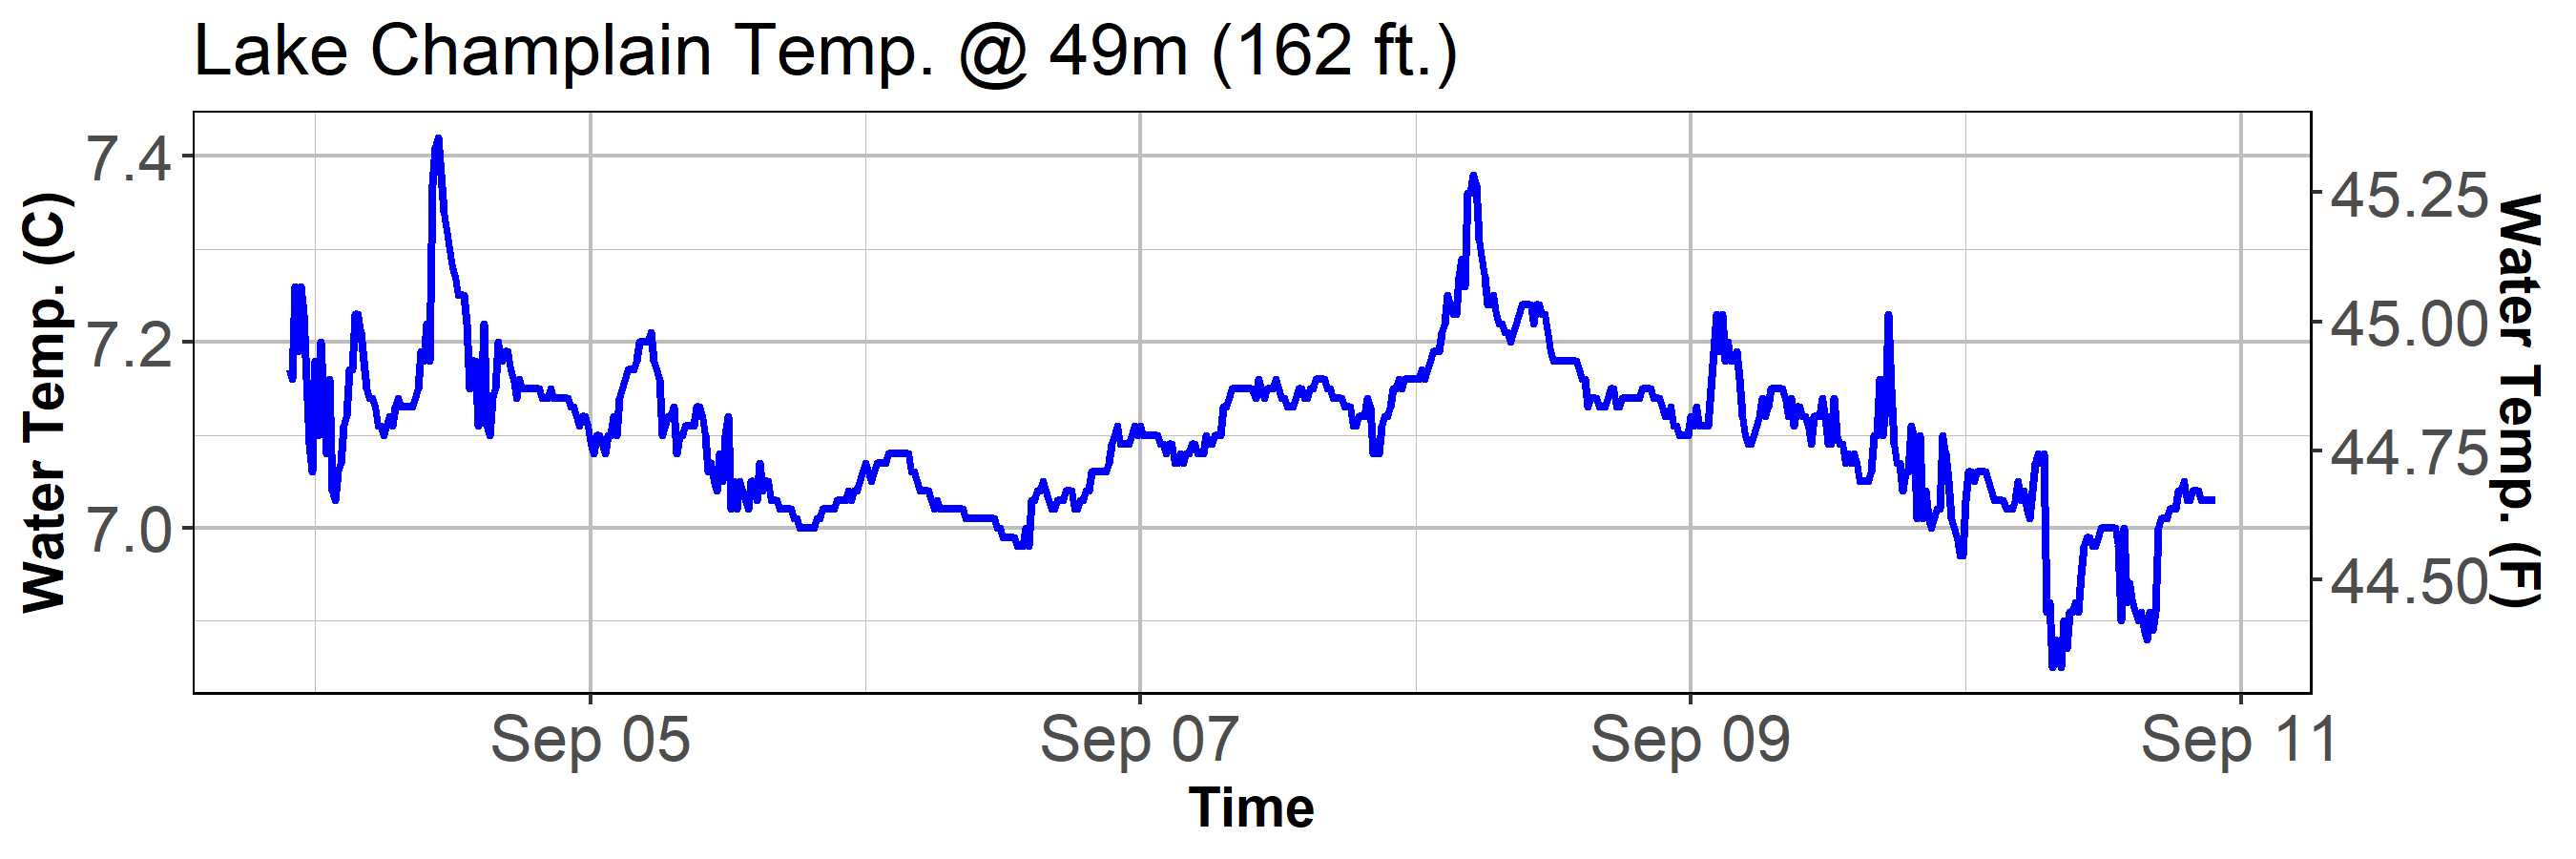 Lake Champlain Temp. @ 49m (162 ft.)
Water Temp. (C)
7.4
7.2
7.0
45.25
45.00
44.75
44.50
Water Temp. (F)
Sep 05 Sep 07 Sep 09 Sep 11
Time